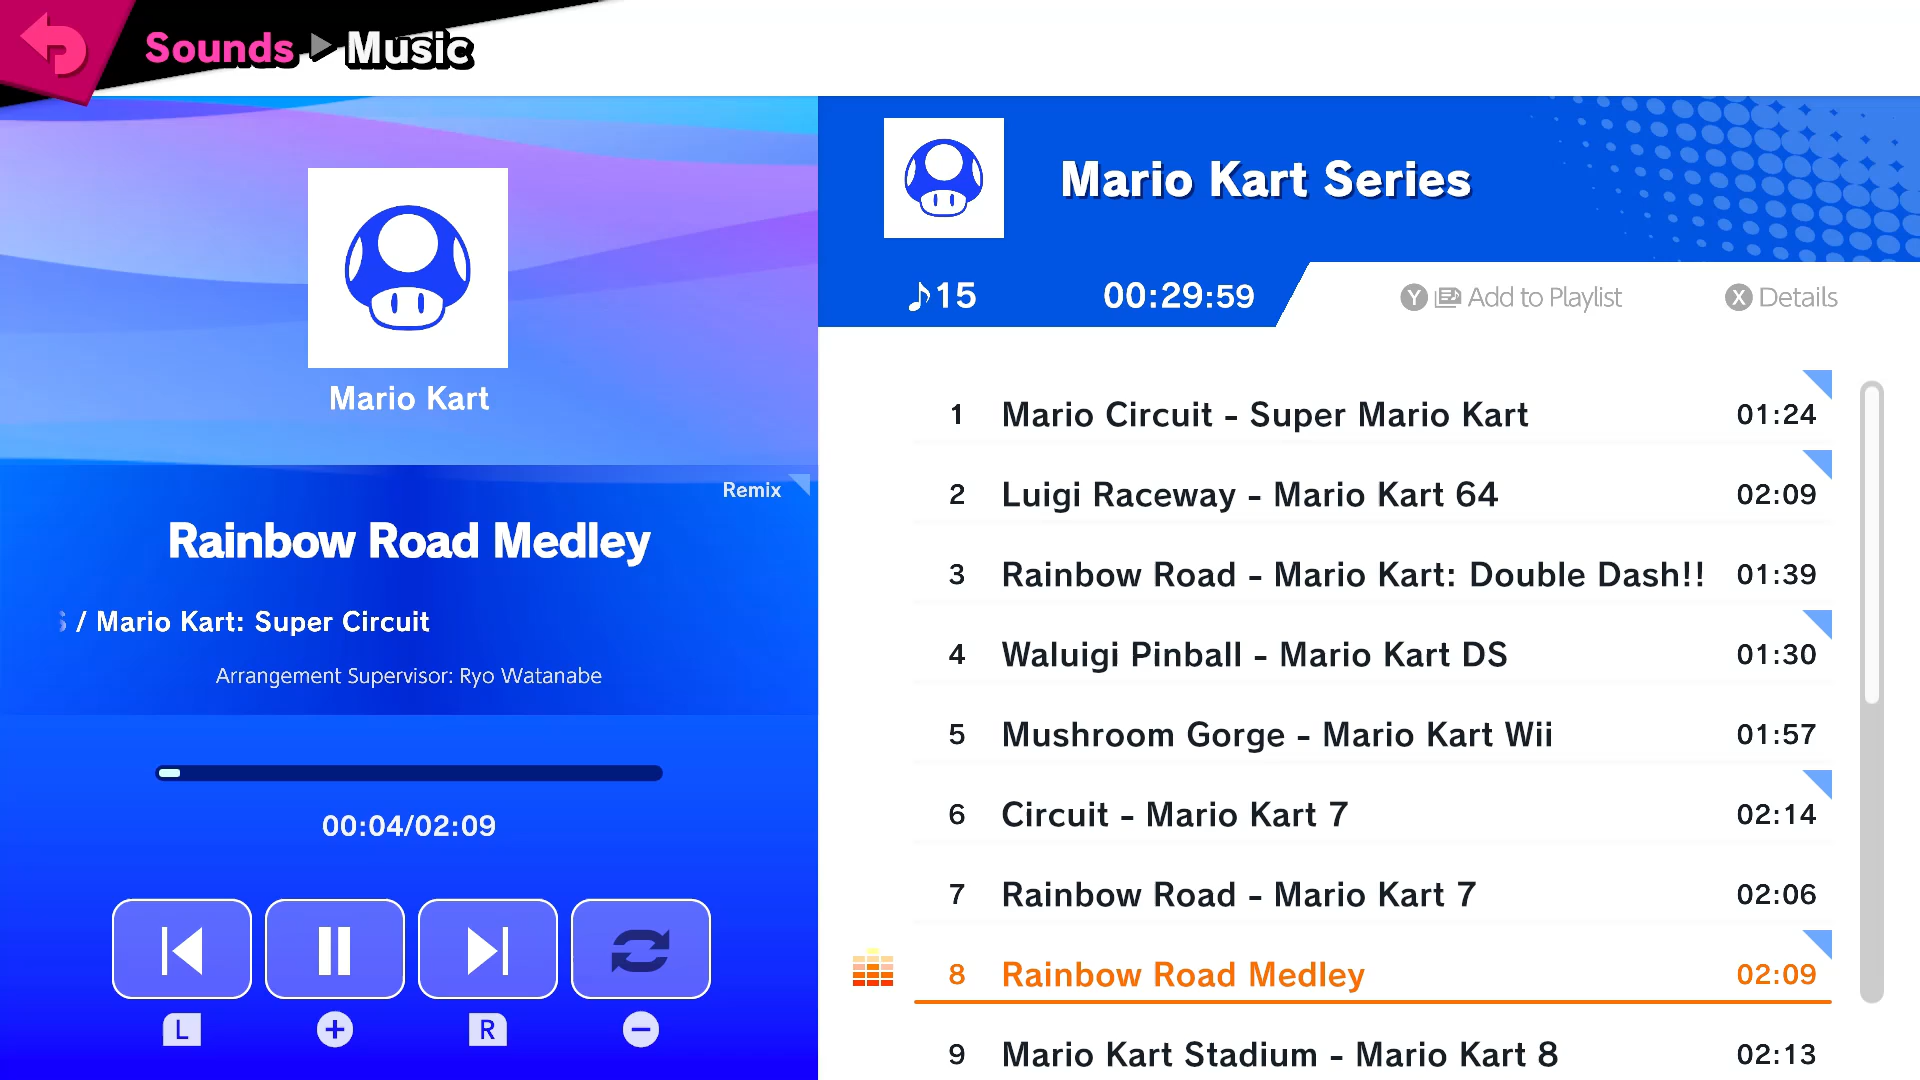 Sounds ▶ Music
Mario Kart
Remix
Rainbow Road Medley
/ Mario Kart: Super Circuit
Arrangement Supervisor: Ryo Watanabe
00:04/02:09
L + R −
Mario Kart Series
♪15 00:29:59
Y Add to Playlist X Details
1 Mario Circuit - Super Mario Kart 01:24
2 Luigi Raceway - Mario Kart 64 02:09
3 Rainbow Road - Mario Kart: Double Dash!! 01:39
4 Waluigi Pinball - Mario Kart DS 01:30
5 Mushroom Gorge - Mario Kart Wii 01:57
6 Circuit - Mario Kart 7 02:14
7 Rainbow Road - Mario Kart 7 02:06
8 Rainbow Road Medley 02:09
9 Mario Kart Stadium - Mario Kart 8 02:13